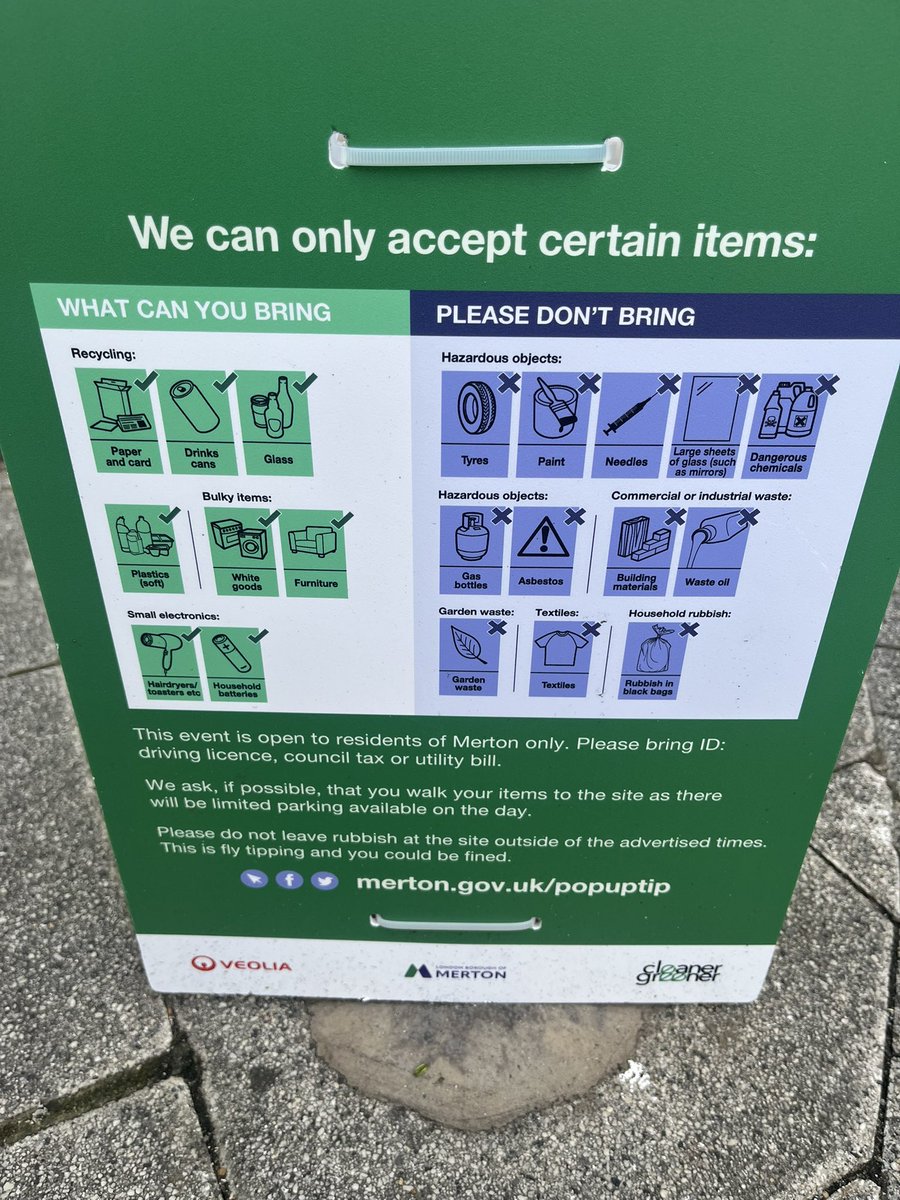 We can only accept certain items:
WHAT CAN YOU BRING
Recycling:
Paper
and card
Drinks
cans
Glass
Bulky items:
Plastics
(soft)
White
goods
Furniture
Small electronics:
Hairdryers/
toasters etc
Household
batteries
PLEASE DON'T BRING
Hazardous objects:
Tyres
Paint
Needles
Large sheets
of glass (such
as mirrors)
Dangerous
chemicals
Hazardous objects:
Commercial or industrial waste:
Gas
bottles
Asbestos
Building
materials
Waste oil
Garden waste:
Textiles:
Household rubbish:
Garden
waste
Textiles
Rubbish in
black bags
This event is open to residents of Merton only. Please bring ID:
driving licence, council tax or utility bill.
We ask, if possible, that you walk your items to the site as there
will be limited parking available on the day.
Please do not leave rubbish at the site outside of the advertised times.
This is fly tipping and you could be fined.
merton.gov.uk/popuptip
VEOLIA
LONDON BOROUGH OF
MERTON
cleaner
greener